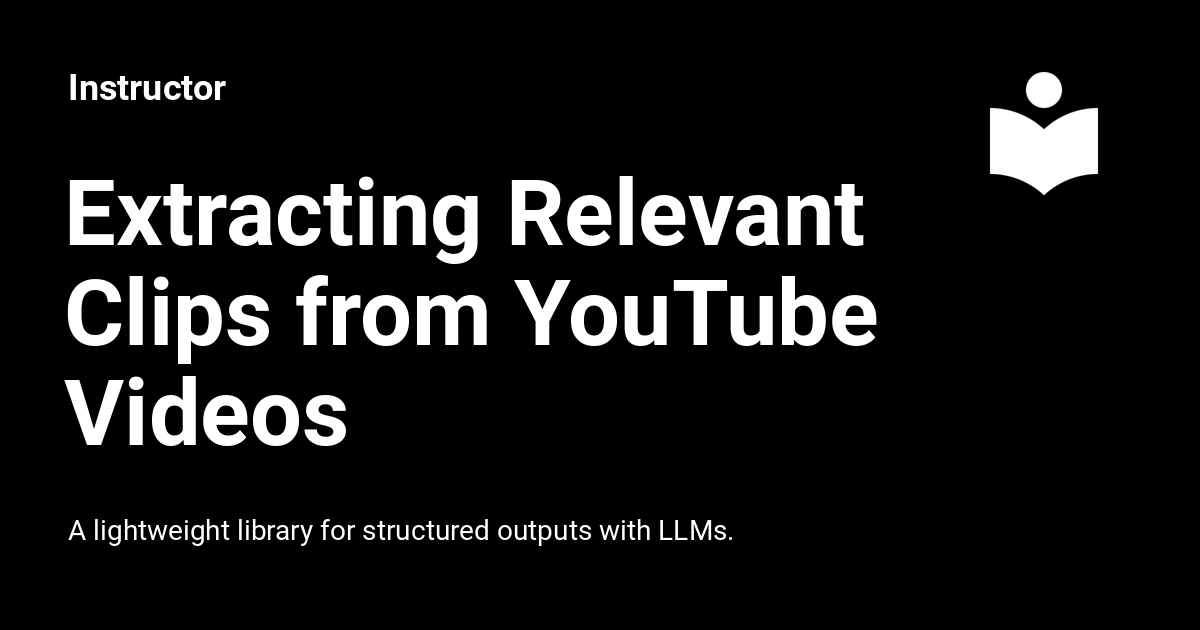 Instructor
Extracting Relevant
Clips from YouTube
Videos
A lightweight library for structured outputs with LLMs.